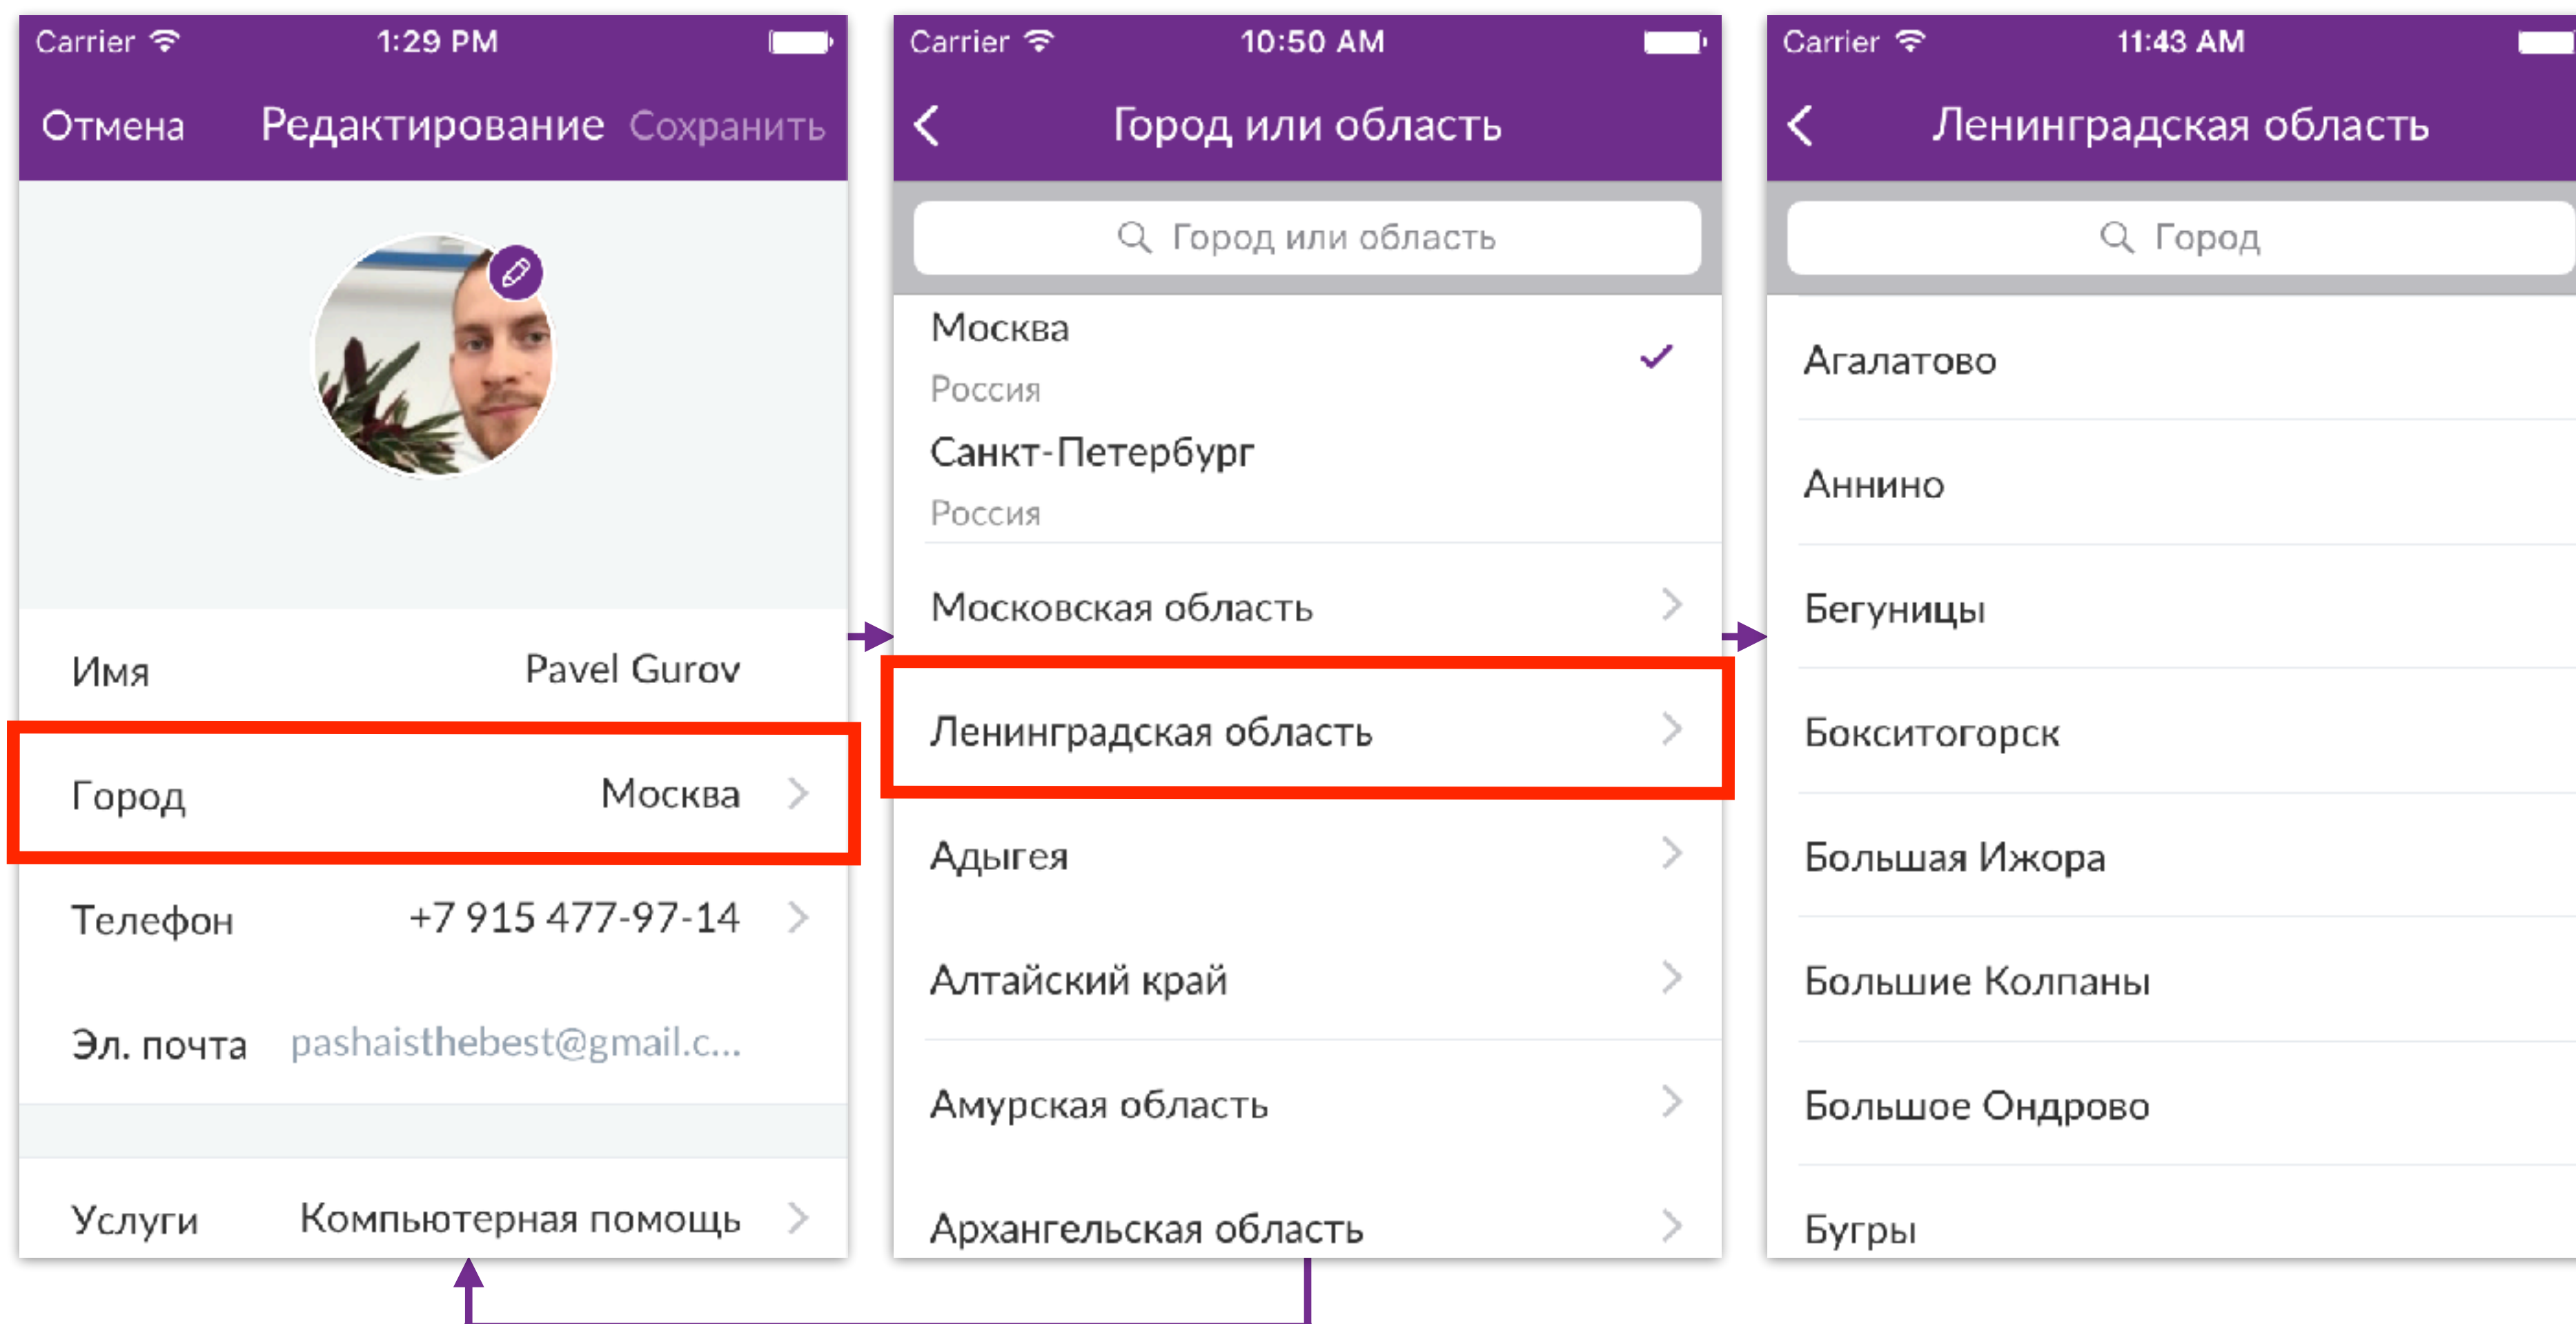 Carrier 1:29 PM
Отмена Редактирование Сохранить
Имя Pavel Gurov
Город Москва
Телефон +7 915 477-97-14
Эл. почта pashaisthebest@gmail.c...
Услуги Компьютерная помощь
Carrier 10:50 AM
Город или область
Город или область
Москва
Россия
Санкт-Петербург
Россия
Московская область
Ленинградская область
Адыгея
Алтайский край
Амурская область
Архангельская область
Carrier 11:43 AM
Ленинградская область
Город
Агалатово
Аннино
Бегуницы
Бокситогорск
Большая Ижора
Большие Колпаны
Большое Ондрово
Бугры